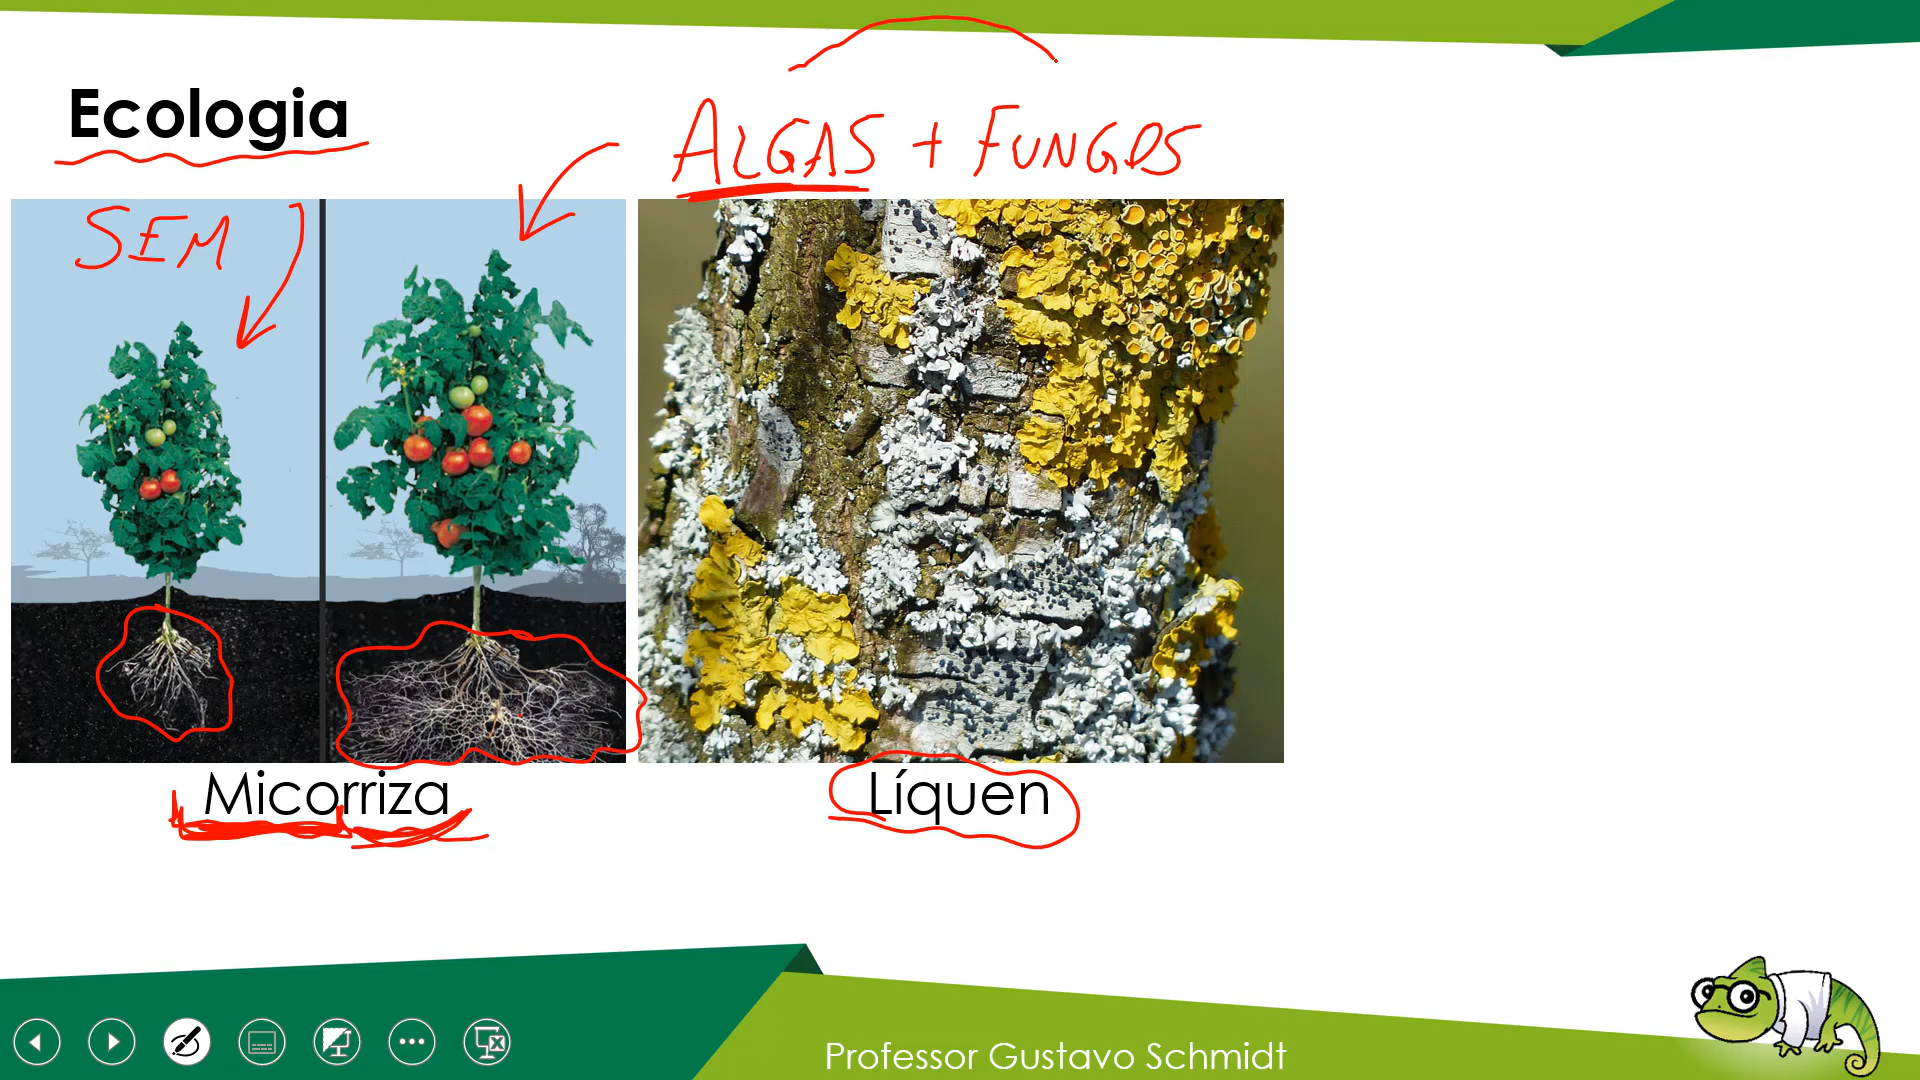 Ecologia
ALGAS + FUNGOS
SEM
Micorriza
Líquen
Professor Gustavo Schmidt